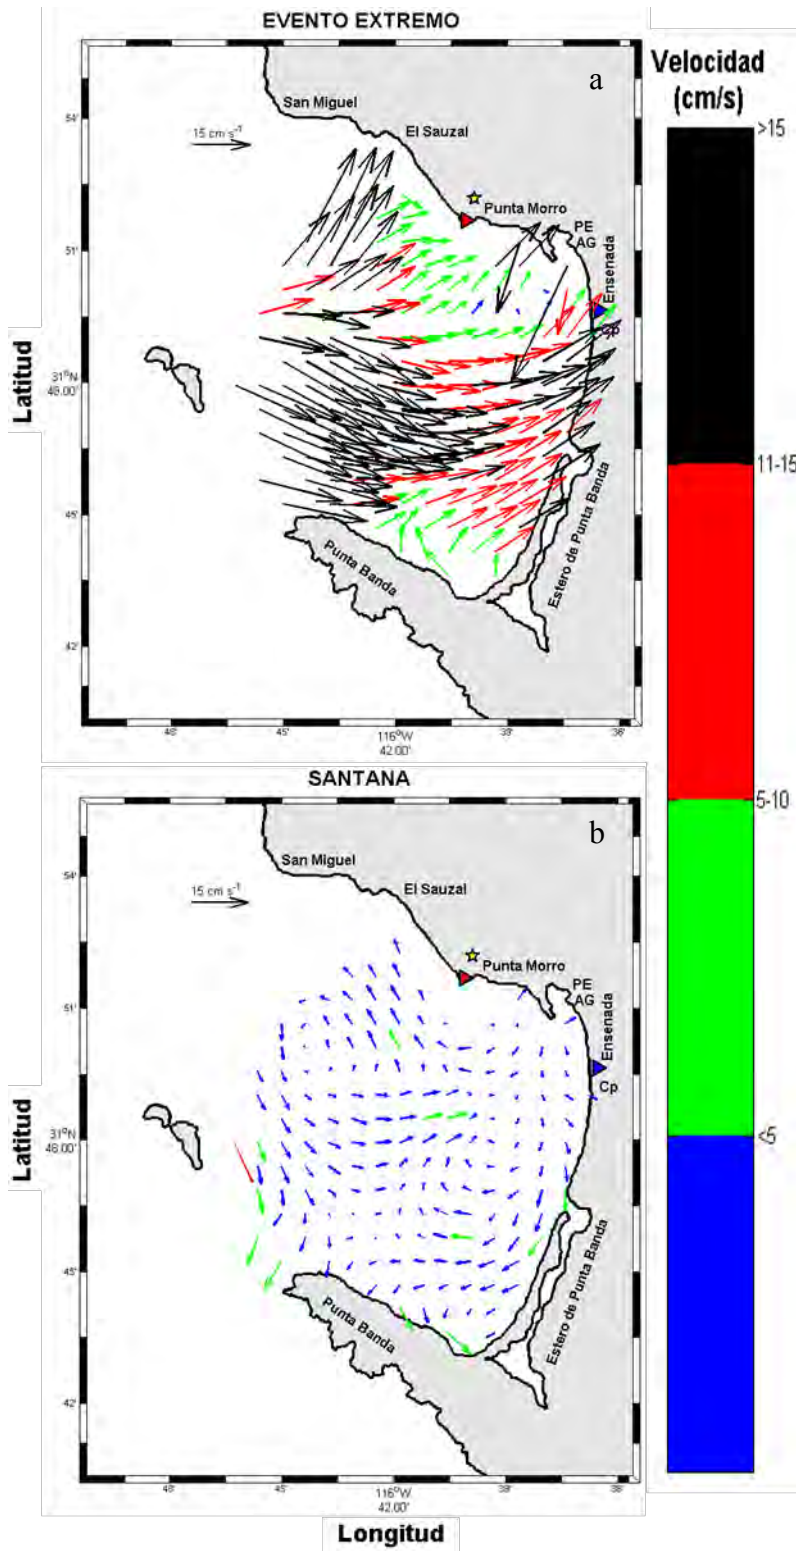 EVENTO EXTREMO
a
San Miguel
54'
El Sauzal
15 cm s⁻¹
Punta Morro
PE
AG
51'
Ensenada
Cp
Latitud
31°N
48.00'
45'
Punta Banda
Estero de Punta Banda
42'
48'
45'
116°W
42.00'
39'
36'
Velocidad
(cm/s)
>15
11-15
5-10
<5
SANTANA
b
San Miguel
54'
El Sauzal
15 cm s⁻¹
Punta Morro
PE
AG
51'
Ensenada
Cp
Latitud
31°N
48.00'
45'
Punta Banda
Estero de Punta Banda
42'
48'
45'
116°W
42.00'
39'
36'
Longitud